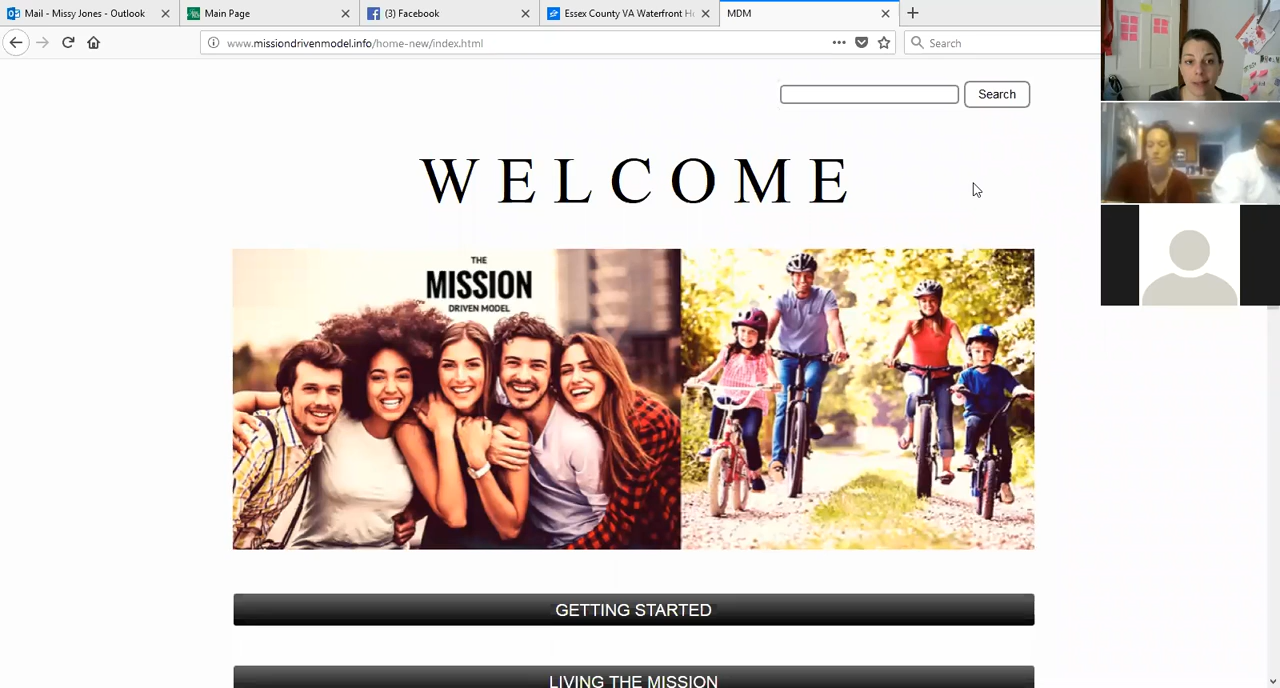 Mail - Missy Jones - Outlook
Main Page
(3) Facebook
Essex County VA Waterfront H
MDM
www.missiondrivenmodel.info/home-new/index.html
Search
Search
WELCOME
THE
MISSION
DRIVEN MODEL
GETTING STARTED
LIVING THE MISSION